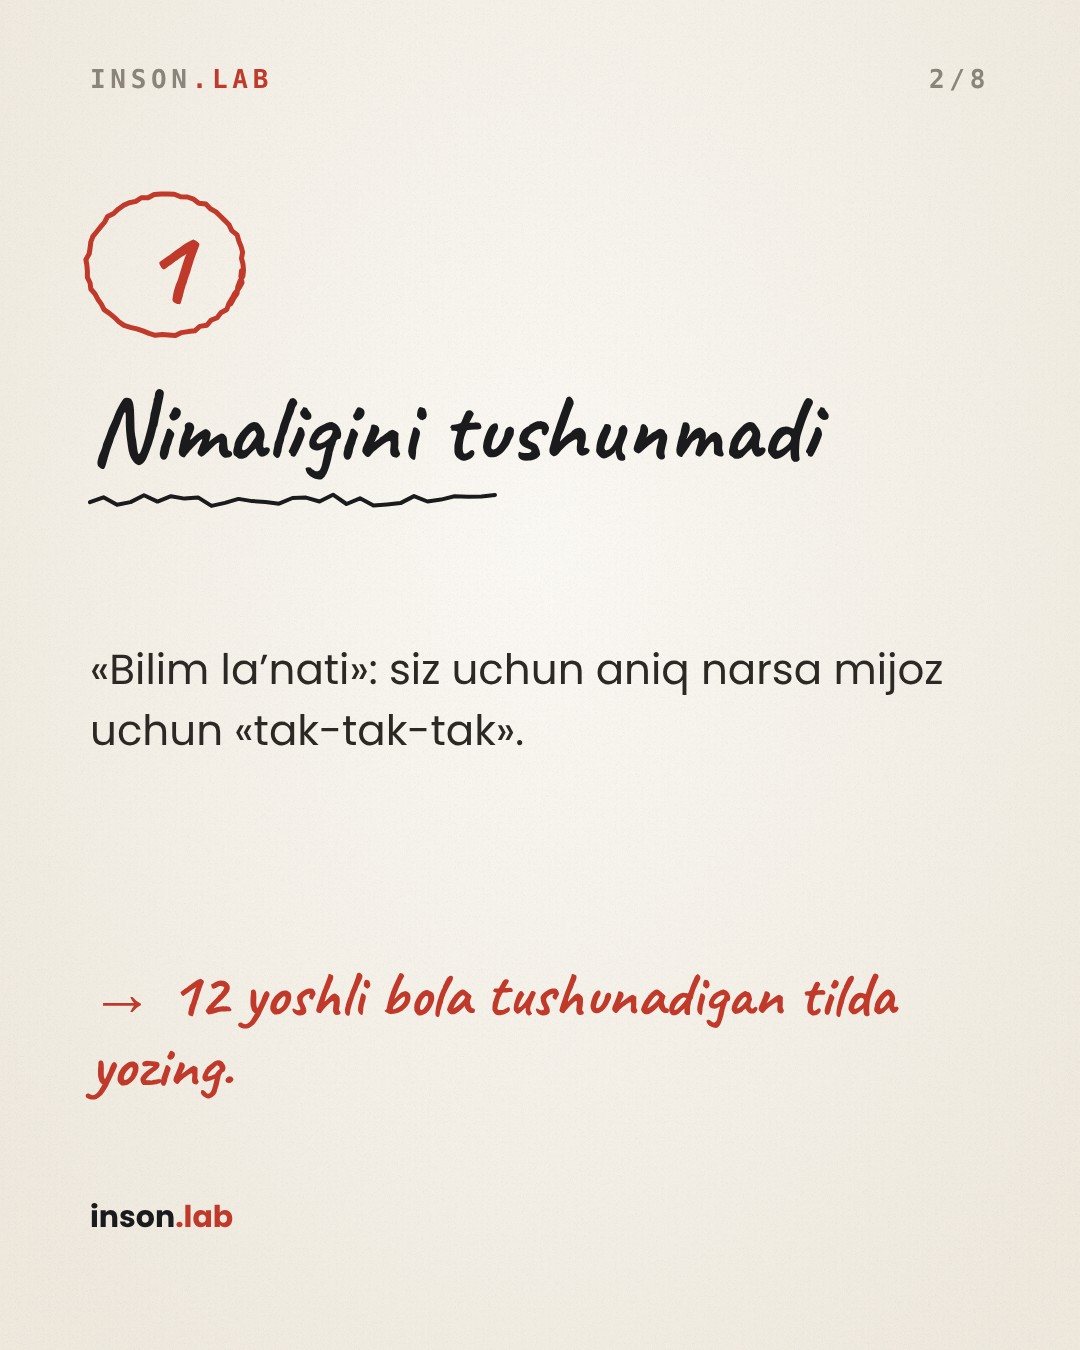 INSON.LAB 2/8
1
Nimaligini tushunmadi
«Bilim la’nati»: siz uchun aniq narsa mijoz
uchun «tak-tak-tak».
→ 12 yoshli bola tushunadigan tilda
yozing.
inson.lab